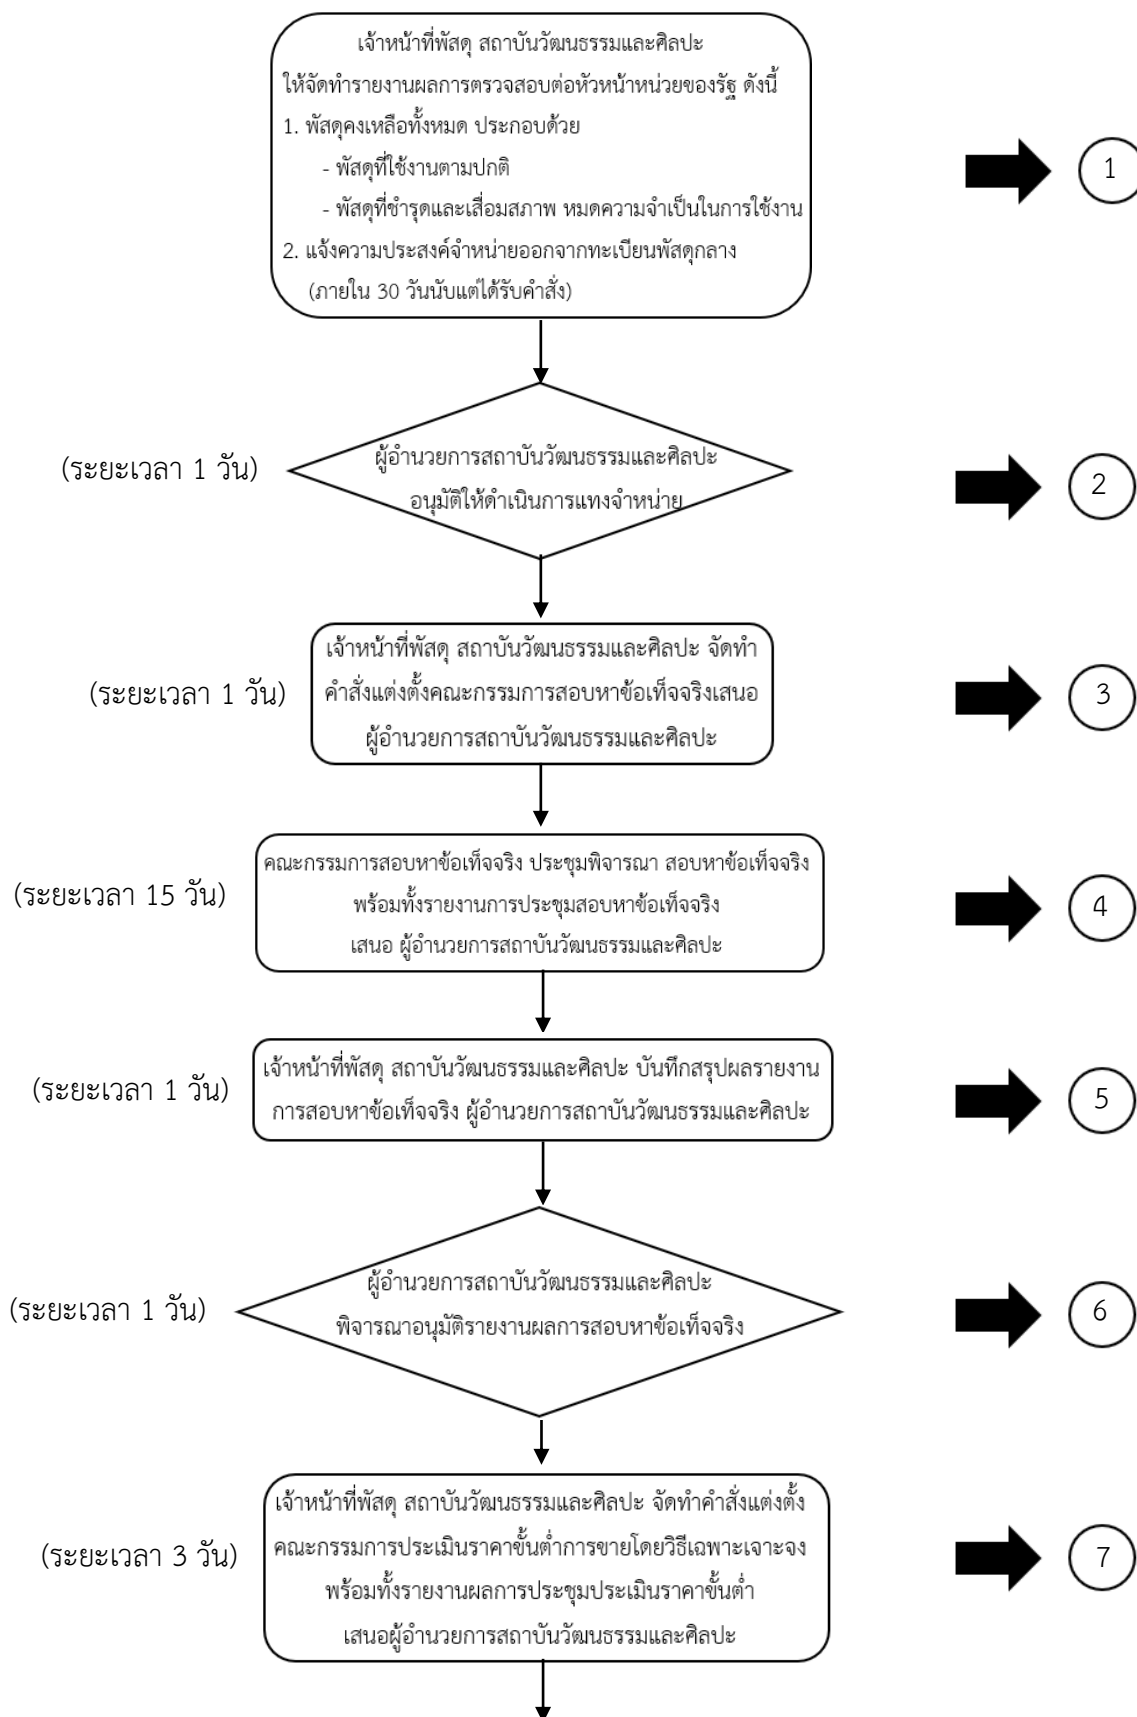 เจ้าหน้าที่พัสดุ สถาบันวัฒนธรรมและศิลปะ
ให้จัดทำรายงานผลการตรวจสอบต่อหัวหน้าหน่วยของรัฐ ดังนี้
1. พัสดุคงเหลือทั้งหมด ประกอบด้วย
- พัสดุที่ใช้งานตามปกติ
- พัสดุที่ชำรุดและเสื่อมสภาพ หมดความจำเป็นในการใช้งาน
2. แจ้งความประสงค์จำหน่ายออกจากทะเบียนพัสดุกลาง
(ภายใน 30 วันนับแต่ได้รับคำสั่ง)
1
(ระยะเวลา 1 วัน)
ผู้อำนวยการสถาบันวัฒนธรรมและศิลปะ
อนุมัติให้ดำเนินการแทงจำหน่าย
2
(ระยะเวลา 1 วัน)
เจ้าหน้าที่พัสดุ สถาบันวัฒนธรรมและศิลปะ จัดทำ
คำสั่งแต่งตั้งคณะกรรมการสอบหาข้อเท็จจริงเสนอ
ผู้อำนวยการสถาบันวัฒนธรรมและศิลปะ
3
(ระยะเวลา 15 วัน)
คณะกรรมการสอบหาข้อเท็จจริง ประชุมพิจารณา สอบหาข้อเท็จจริง
พร้อมทั้งรายงานการประชุมสอบหาข้อเท็จจริง
เสนอ ผู้อำนวยการสถาบันวัฒนธรรมและศิลปะ
4
(ระยะเวลา 1 วัน)
เจ้าหน้าที่พัสดุ สถาบันวัฒนธรรมและศิลปะ บันทึกสรุปผลรายงาน
การสอบหาข้อเท็จจริง ผู้อำนวยการสถาบันวัฒนธรรมและศิลปะ
5
(ระยะเวลา 1 วัน)
ผู้อำนวยการสถาบันวัฒนธรรมและศิลปะ
พิจารณาอนุมัติรายงานผลการสอบหาข้อเท็จจริง
6
(ระยะเวลา 3 วัน)
เจ้าหน้าที่พัสดุ สถาบันวัฒนธรรมและศิลปะ จัดทำคำสั่งแต่งตั้ง
คณะกรรมการประเมินราคาขั้นต่ำการขายโดยวิธีเฉพาะเจาะจง
พร้อมทั้งรายงานผลการประชุมประเมินราคาขั้นต่ำ
เสนอผู้อำนวยการสถาบันวัฒนธรรมและศิลปะ
7